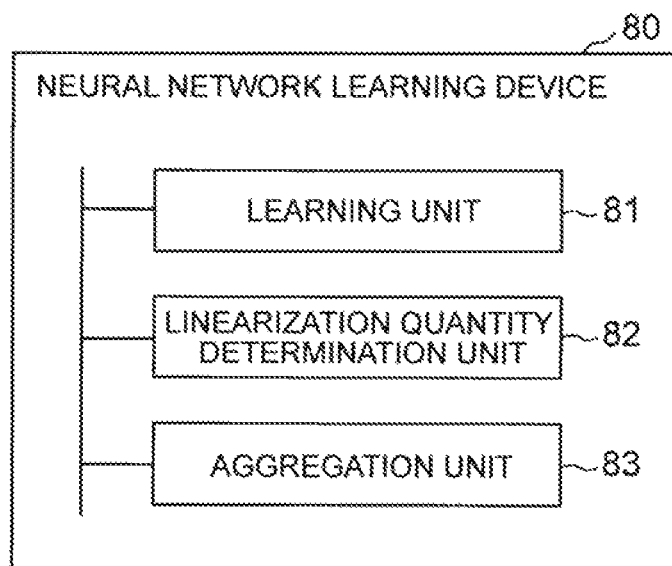 80
NEURAL NETWORK LEARNING DEVICE
LEARNING UNIT
81
LINEARIZATION QUANTITY
DETERMINATION UNIT
82
AGGREGATION UNIT
83